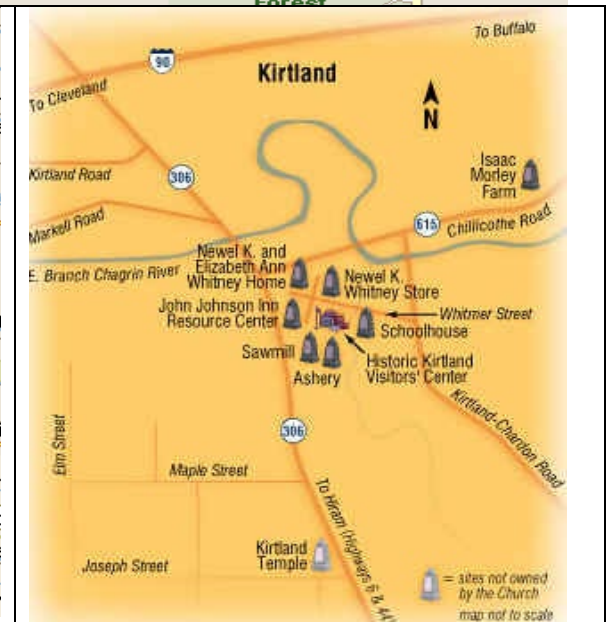 Forest
To Buffalo
90
Kirtland
To Cleveland
N
Isaac
Morley
Farm
Kirtland Road
306
Markell Road
615
Chillicothe Road
Newel K. and
Elizabeth Ann
Whitney Home
E. Branch Chagrin River
Newel K.
Whitney Store
John Johnson Inn
Resource Center
Whitmer Street
Schoolhouse
Sawmill
Historic Kirtland
Visitors' Center
Ashery
Kirtland-Chardon Road
306
Elm Street
Maple Street
To Hiram (Highways 6 & 44)
Kirtland
Temple
Joseph Street
= sites not owned
by the Church
map not to scale